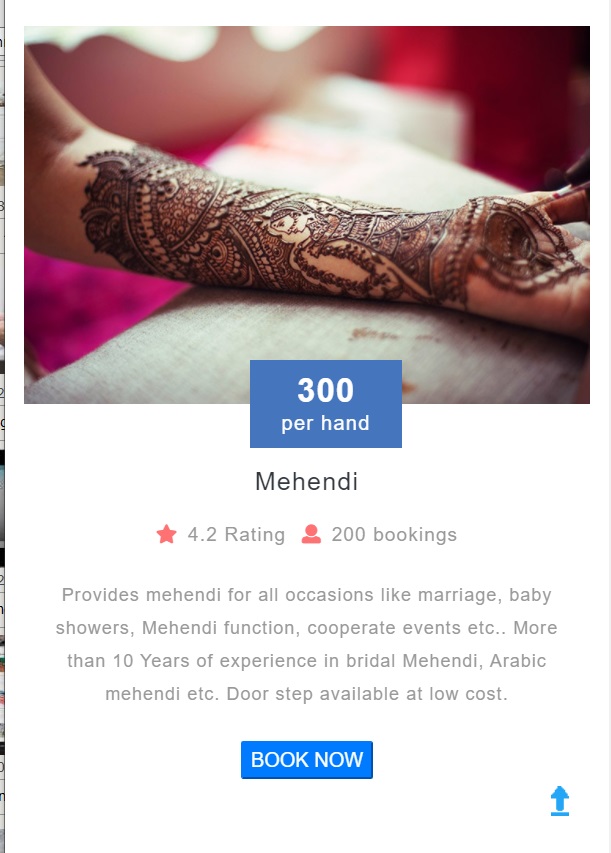 300
per hand
Mehendi
4.2 Rating 200 bookings
Provides mehendi for all occasions like marriage, baby
showers, Mehendi function, cooperate events etc.. More
than 10 Years of experience in bridal Mehendi, Arabic
mehendi etc. Door step available at low cost.
BOOK NOW